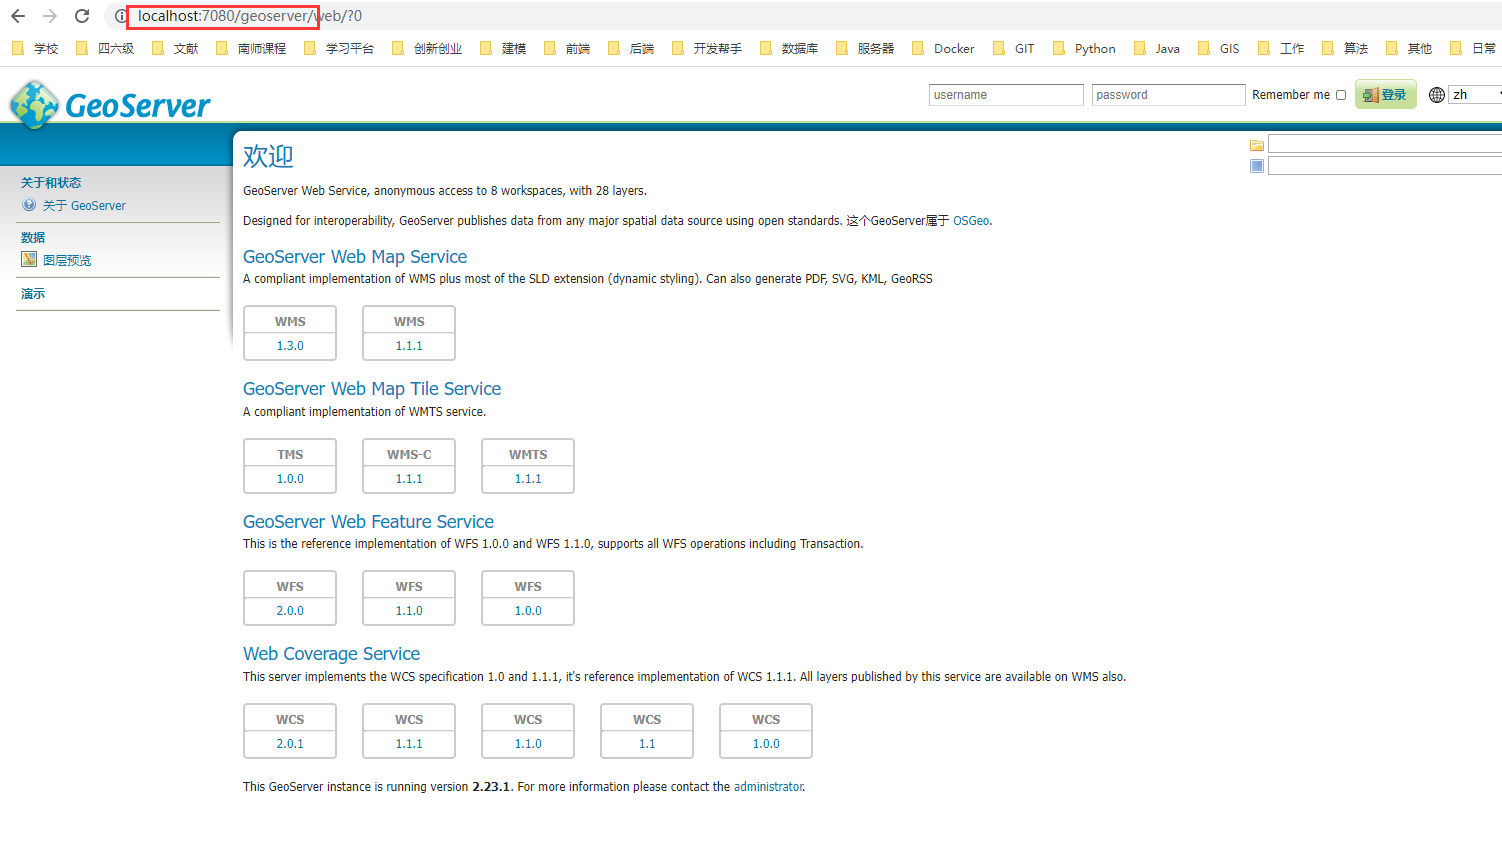 localhost:7080/geoserver/web/?0
学校 四六级 文献 南师课程 学习平台 创新创业 建模 前端 后端 开发帮手 数据库 服务器 Docker GIT Python Java GIS 工作 算法 其他 日常
GeoServer
username password Remember me 登录 zh
关于和状态
关于 GeoServer
数据
图层预览
演示
欢迎
GeoServer Web Service, anonymous access to 8 workspaces, with 28 layers.
Designed for interoperability, GeoServer publishes data from any major spatial data source using open standards. 这个GeoServer属于 OSGeo.
GeoServer Web Map Service
A compliant implementation of WMS plus most of the SLD extension (dynamic styling). Can also generate PDF, SVG, KML, GeoRSS
WMS WMS
1.3.0 1.1.1
GeoServer Web Map Tile Service
A compliant implementation of WMTS service.
TMS WMS-C WMTS
1.0.0 1.1.1 1.1.1
GeoServer Web Feature Service
This is the reference implementation of WFS 1.0.0 and WFS 1.1.0, supports all WFS operations including Transaction.
WFS WFS WFS
2.0.0 1.1.0 1.0.0
Web Coverage Service
This server implements the WCS specification 1.0 and 1.1.1, it's reference implementation of WCS 1.1.1. All layers published by this service are available on WMS also.
WCS WCS WCS WCS WCS
2.0.1 1.1.1 1.1.0 1.1 1.0.0
This GeoServer instance is running version 2.23.1. For more information please contact the administrator.